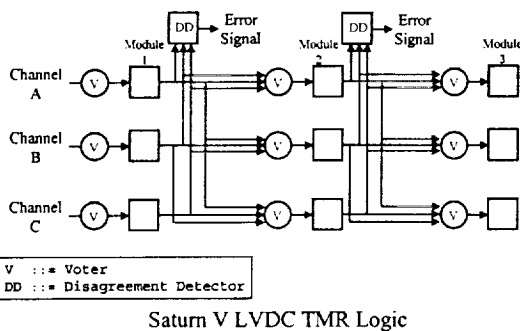 DD
Error
Signal
DD
Error
Signal
Module
1
Module
2
Module
3
Channel
A
V
V
V
Channel
B
V
V
V
Channel
C
V
V
V
V ::= Voter
DD ::= Disagreement Detector
Saturn V LVDC TMR Logic